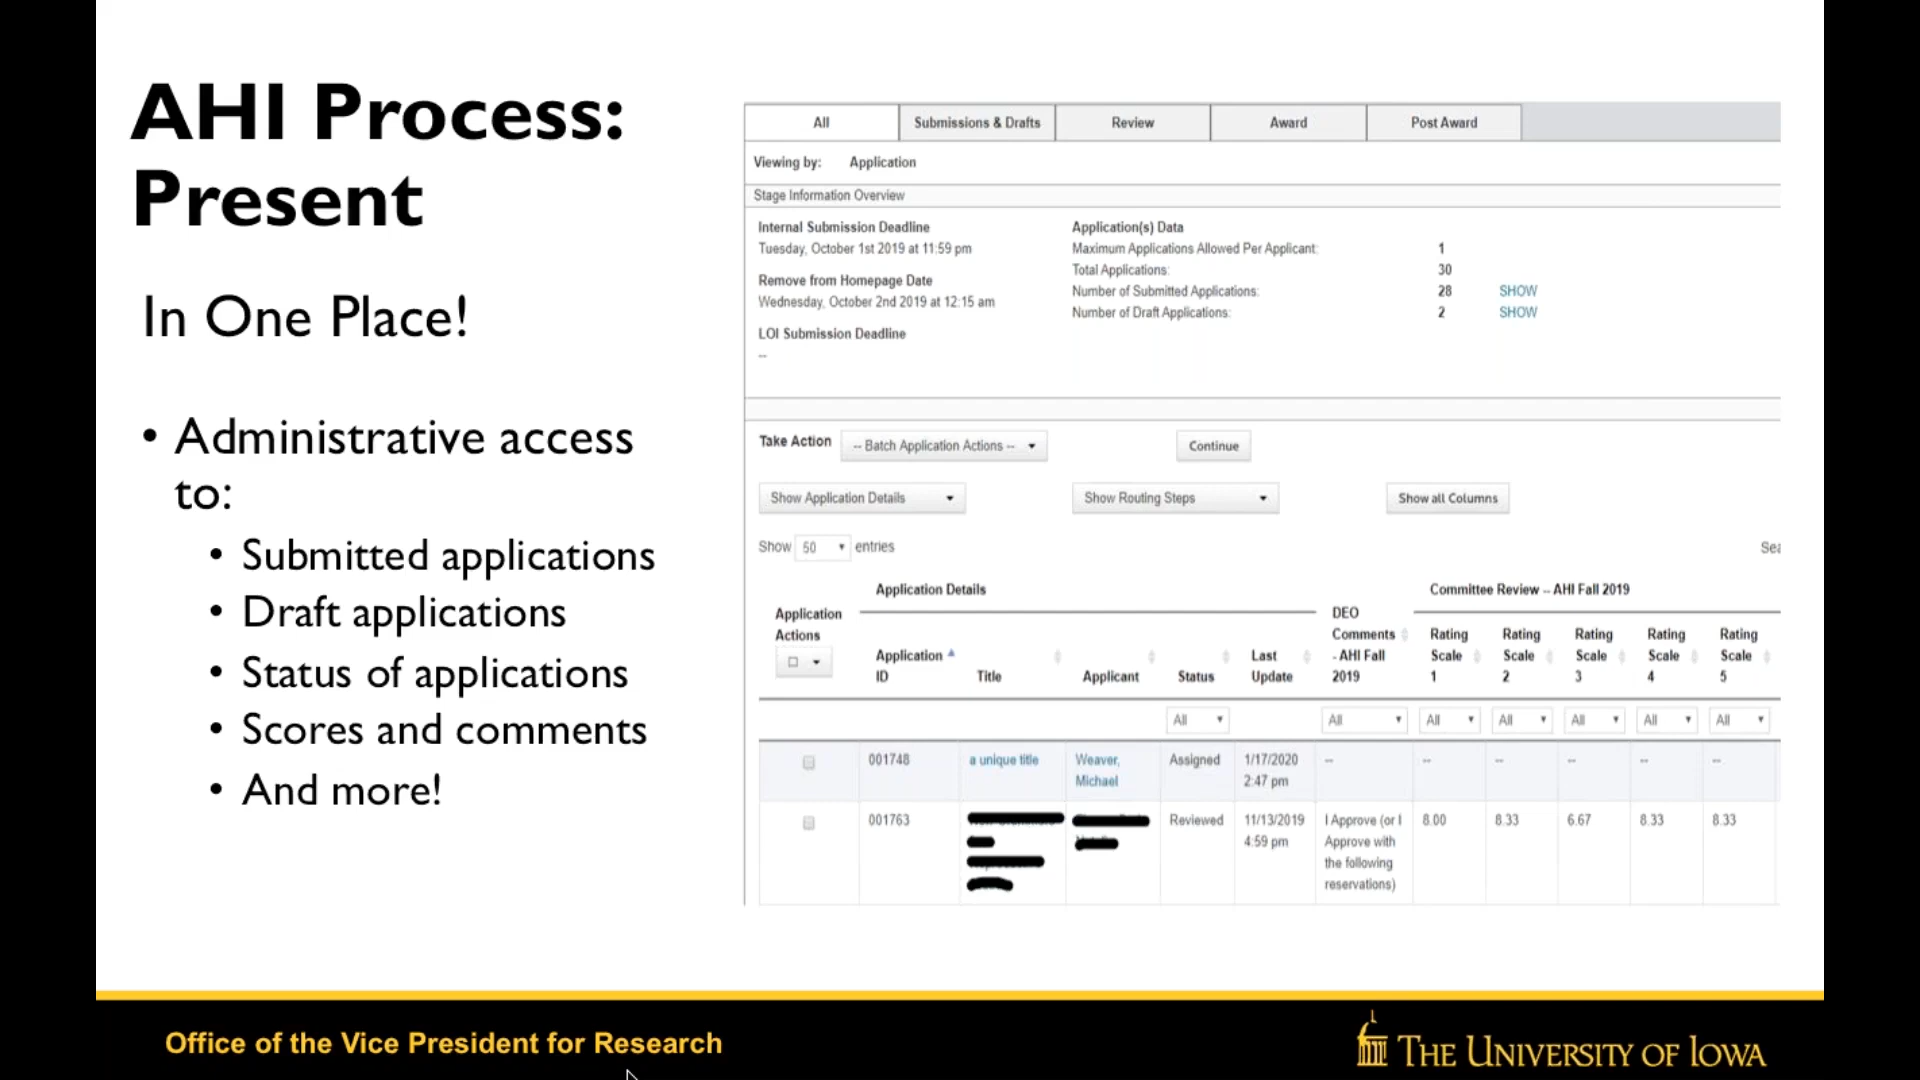 AHI Process:
Present
In One Place!
• Administrative access
to:
• Submitted applications
• Draft applications
• Status of applications
• Scores and comments
• And more!
All Submissions & Drafts Review Award Post Award
Viewing by: Application
Stage Information Overview
Internal Submission Deadline
Tuesday, October 1st 2019 at 11:59 pm
Remove from Homepage Date
Wednesday, October 2nd 2019 at 12:15 am
LOI Submission Deadline
--
Application(s) Data
Maximum Applications Allowed Per Applicant: 1
Total Applications: 30
Number of Submitted Applications: 28 SHOW
Number of Draft Applications: 2 SHOW
Take Action -- Batch Application Actions -- Continue
Show Application Details Show Routing Steps Show all Columns
Show 50 entries Sea
Application Details Committee Review -- AHI Fall 2019
Application
Actions
Application
ID
Title
Applicant
Status
Last
Update
DEO
Comments
- AHI Fall
2019
Rating
Scale
1
Rating
Scale
2
Rating
Scale
3
Rating
Scale
4
Rating
Scale
5
All All All All All All All
001748 a unique title Weaver, Assigned 1/17/2020 -- -- -- -- -- --
Michael 2:47 pm
001763 Reviewed 11/13/2019 I Approve (or I 8.00 8.33 6.67 8.33 8.33
4:59 pm Approve with
the following
reservations)
Office of the Vice President for Research
THE UNIVERSITY OF IOWA